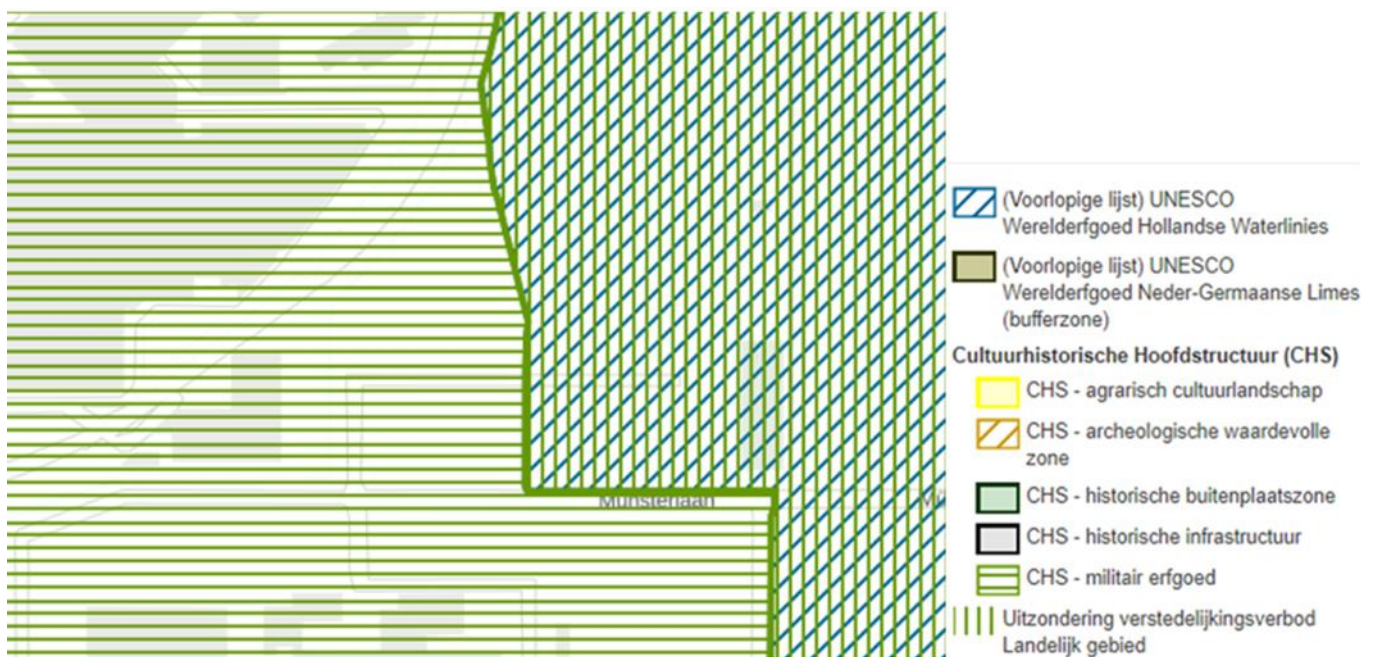 Munsterlaan
(Voorlopige lijst) UNESCO
Werelderfgoed Hollandse Waterlinies
(Voorlopige lijst) UNESCO
Werelderfgoed Neder-Germaanse Limes
(bufferzone)
Cultuurhistorische Hoofdstructuur (CHS)
CHS - agrarisch cultuurlandschap
CHS - archeologische waardevolle
zone
CHS - historische buitenplaatszone
CHS - historische infrastructuur
CHS - militair erfgoed
Uitzondering verstedelijkingsverbod
Landelijk gebied